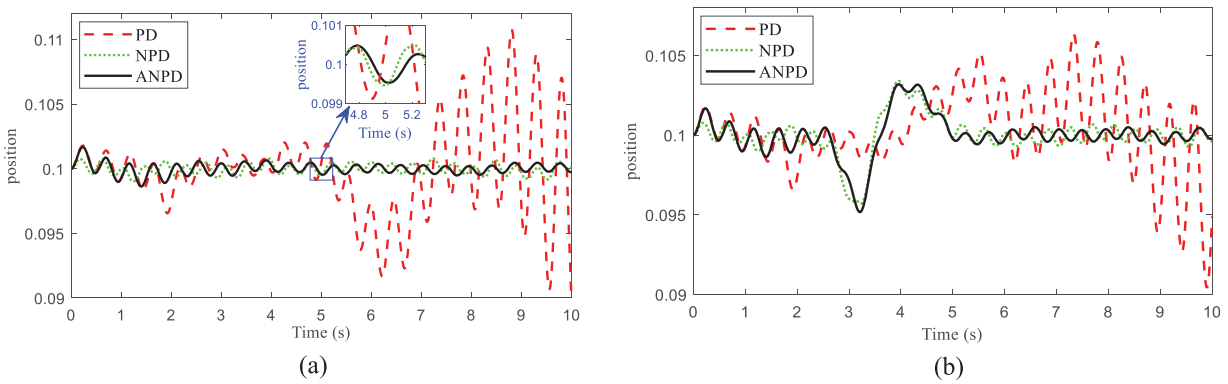 0.11
0.105
0.1
0.095
0.09
position
PD
NPD
ANPD
0.101
0.1
0.099
position
4.8 5 5.2
Time (s)
0 1 2 3 4 5 6 7 8 9 10
Time (s)
(a)
0.105
0.1
0.095
0.09
position
PD
NPD
ANPD
0 1 2 3 4 5 6 7 8 9 10
Time (s)
(b)